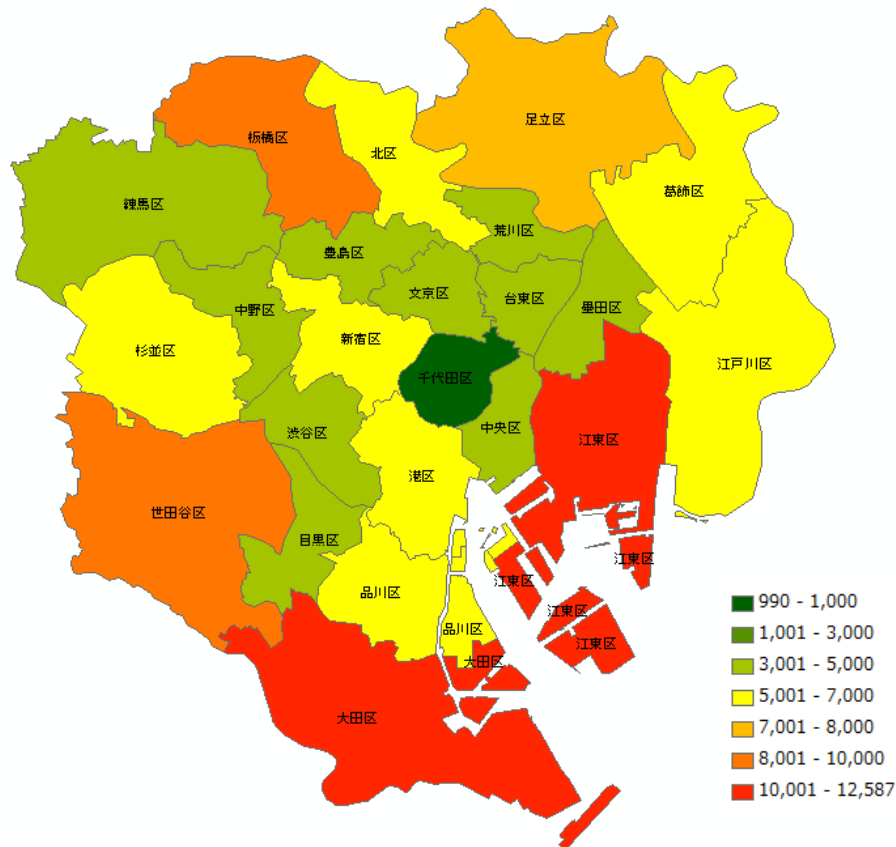 足立区
板橋区
北区
葛飾区
練馬区
荒川区
豊島区
文京区
台東区
墨田区
中野区
新宿区
杉並区
江戸川区
千代田区
中央区
渋谷区
江東区
港区
世田谷区
目黒区
江東区
江東区
品川区
江東区
品川区
江東区
大田区
大田区
990 - 1,000
1,001 - 3,000
3,001 - 5,000
5,001 - 7,000
7,001 - 8,000
8,001 - 10,000
10,001 - 12,587